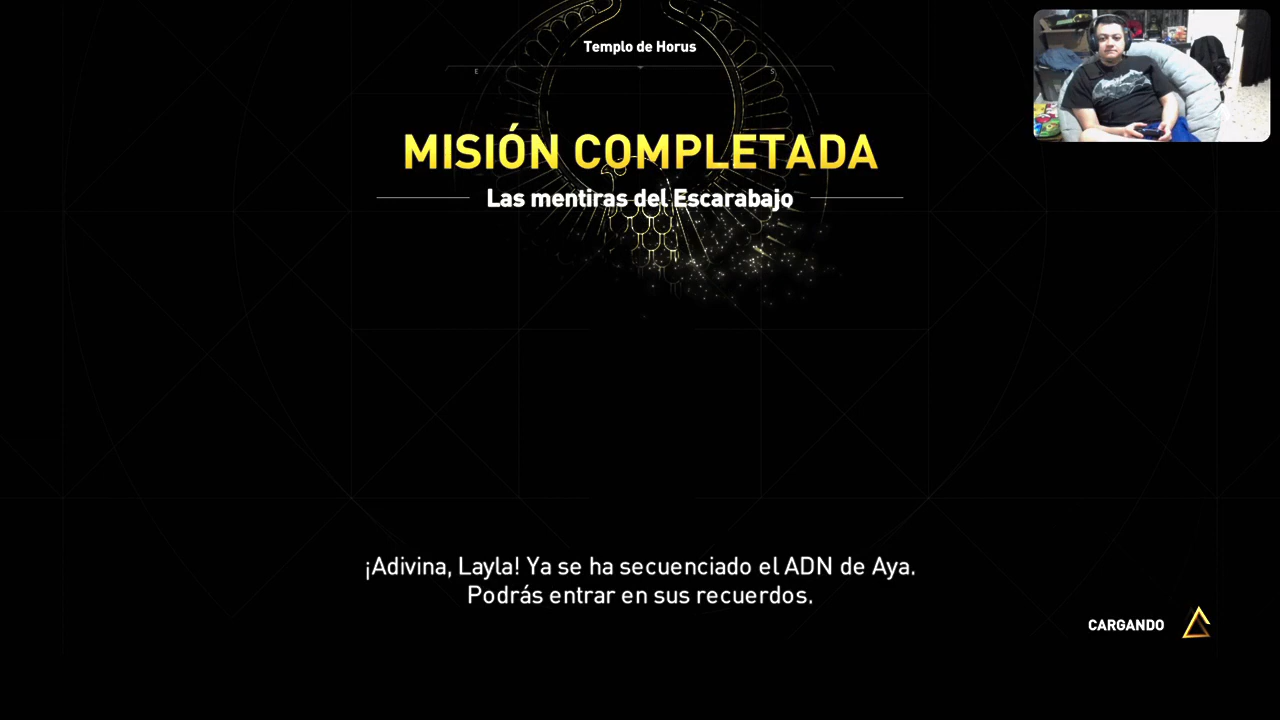 Templo de Horus
E
S
MISIÓN COMPLETADA
Las mentiras del Escarabajo
¡Adivina, Layla! Ya se ha secuenciado el ADN de Aya.
Podrás entrar en sus recuerdos.
CARGANDO